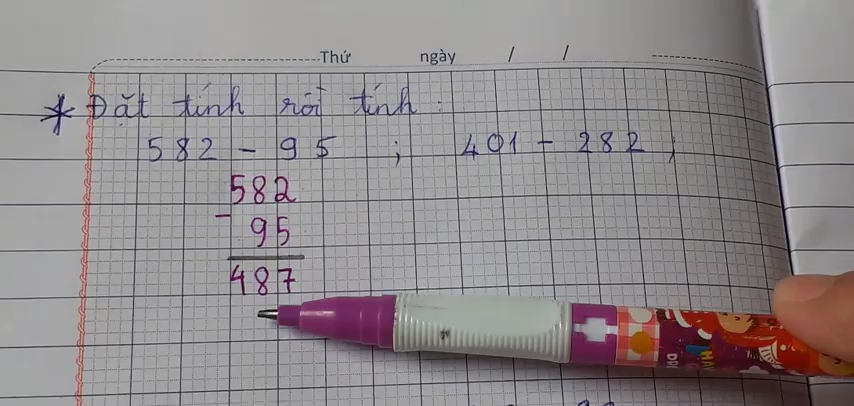 Thứ ngày / /
* Đặt tính rồi tính :
582 - 95 ; 401 - 282 ;
582
-
95
487